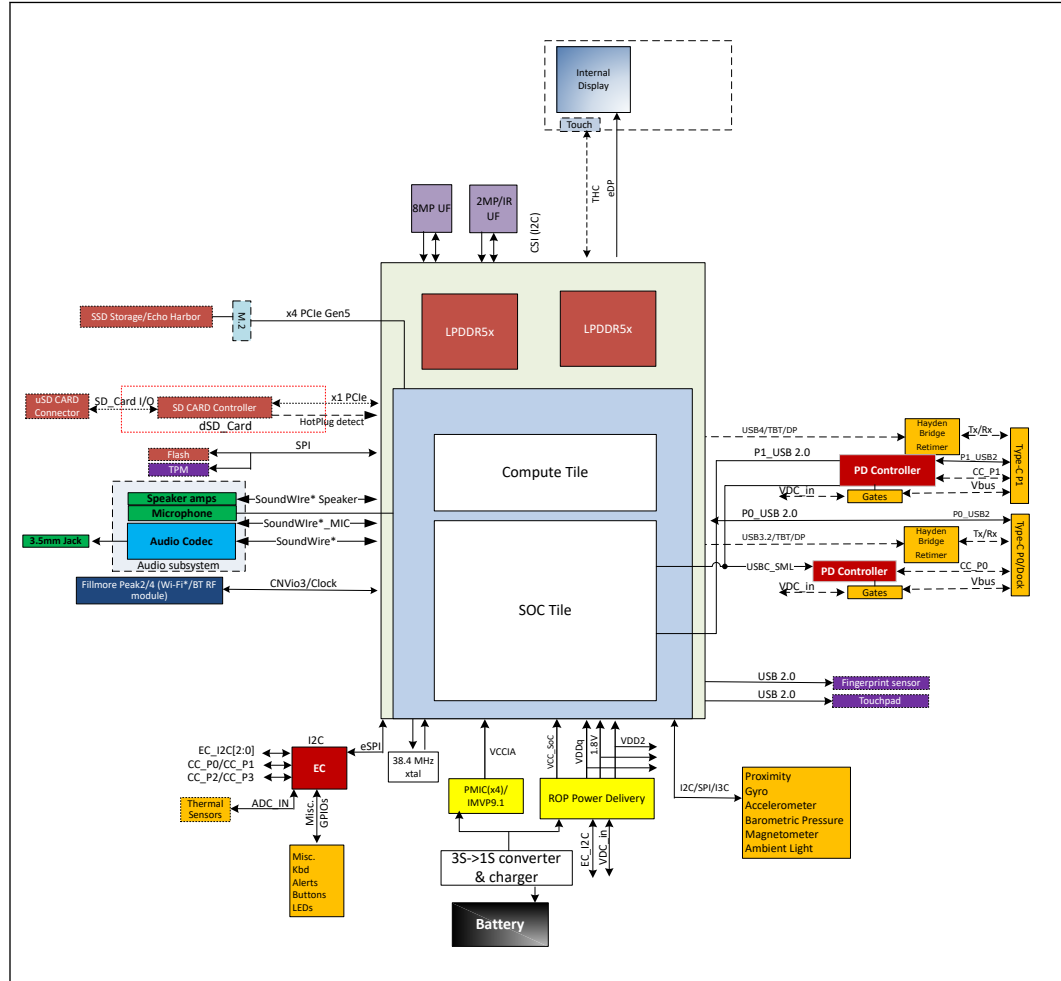 Internal
Display
Touch
THC
eDP
8MP UF
2MP/IR
UF
CSI (I2C)
SSD Storage/Echo Harbor
M.2
x4 PCIe Gen5
LPDDR5x
LPDDR5x
uSD CARD
Connector
SD_Card I/O
SD CARD Controller
dSD_Card
x1 PCIe
HotPlug detect
Flash
TPM
SPI
Compute Tile
USB4/TBT/DP
Hayden
Bridge
Retimer
Tx/Rx
P1_USB 2.0
P1_USB2
PD Controller
CC_P1
VDC_in
Gates
Vbus
Type-C P1
Speaker amps
Microphone
Audio Codec
Audio subsystem
3.5mm Jack
SoundWIre* Speaker
SoundWIre*_MIC
SoundWire*
P0_USB 2.0
P0_USB2
USB3.2/TBT/DP
Hayden
Bridge
Retimer
Tx/Rx
USBC_SML
PD Controller
CC_P0
VDC_in
Gates
Vbus
Type-C P0/Dock
Fillmore Peak2/4 (Wi-Fi*/BT RF
module)
CNVio3/Clock
SOC Tile
USB 2.0
Fingerprint sensor
USB 2.0
Touchpad
I2C
EC_I2C[2:0]
CC_P0/CC_P1
CC_P2/CC_P3
EC
eSPI
38.4 MHz
xtal
VCCIA
VCC_SoC
VDDq
1.8V
VDD2
Thermal
Sensors
ADC_IN
Misc.
GPIOs
PMIC(x4)/
IMVP9.1
ROP Power Delivery
I2C/SPI/I3C
Proximity
Gyro
Accelerometer
Barometric Pressure
Magnetometer
Ambient Light
Misc.
Kbd
Alerts
Buttons
LEDs
3S->1S converter
& charger
EC_I2C
VDC_in
Battery